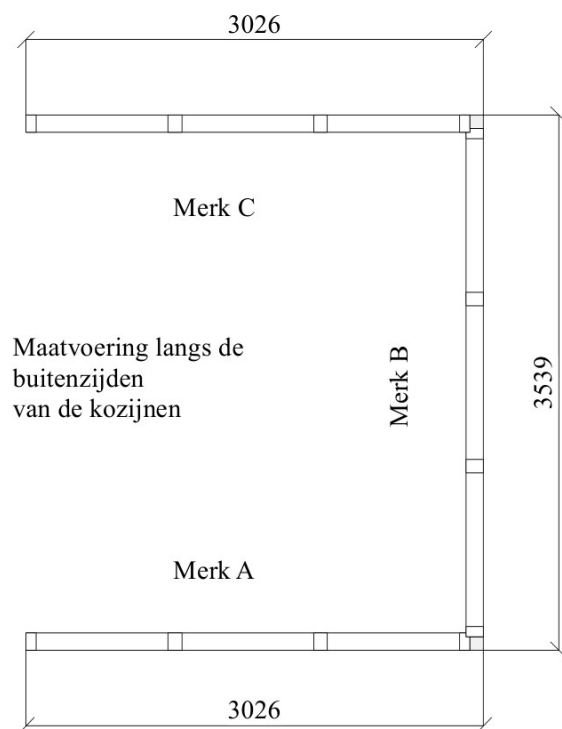 3026
Merk C
Maatvoering langs de
buitenzijden
van de kozijnen
Merk B
3539
Merk A
3026